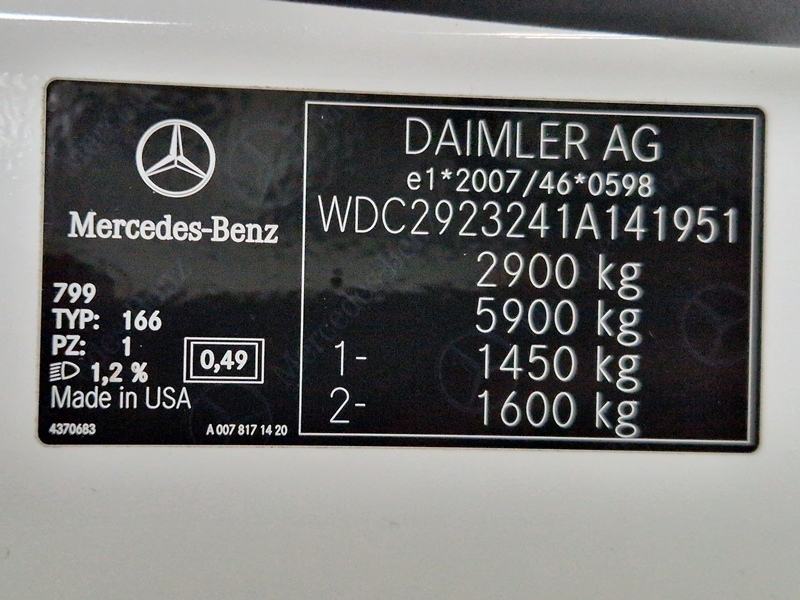 Mercedes-Benz
799
TYP: 166
PZ: 1
0,49
1,2 %
Made in USA
4370683
A 007 817 14 20
DAIMLER AG
e1*2007/46*0598
WDC2923241A141951
2900 kg
5900 kg
1- 1450 kg
2- 1600 kg